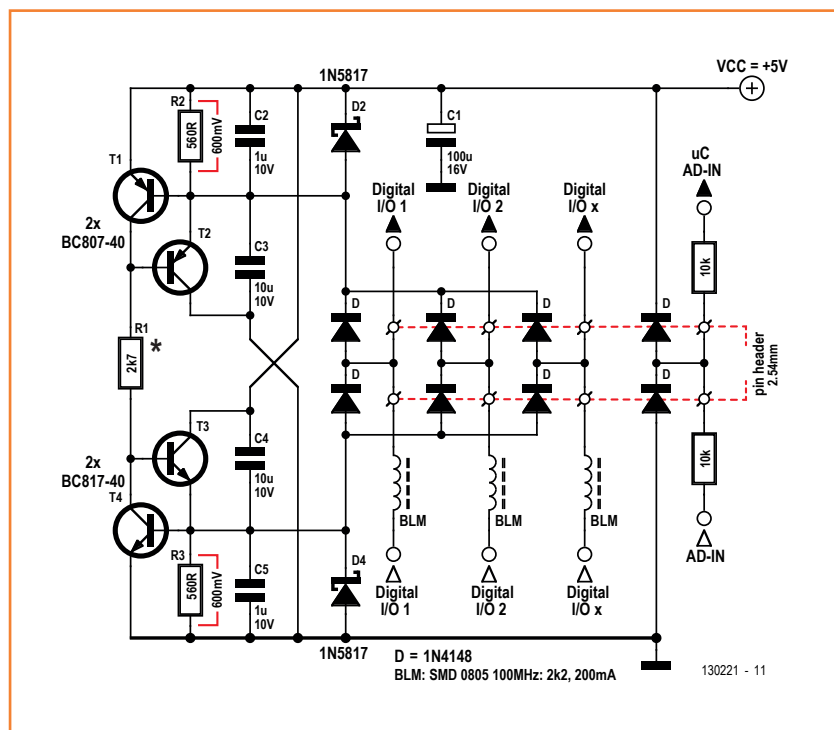 1N5817
VCC = +5V
R2
560R
600mV
C2
1u
10V
D2
C1
100u
16V
uC
AD-IN
T1
Digital
I/O 1
Digital
I/O 2
Digital
I/O x
2x
BC807-40
T2
C3
10u
10V
10k
D
D
D
D
R1
2k7
*
pin header
2.54mm
D
D
D
D
T3
2x
BC817-40
C4
10u
10V
10k
T4
BLM
BLM
BLM
R3
560R
600mV
C5
1u
10V
D4
AD-IN
Digital
I/O 1
Digital
I/O 2
Digital
I/O x
1N5817
D = 1N4148
BLM: SMD 0805 100MHz: 2k2, 200mA
130221 - 11